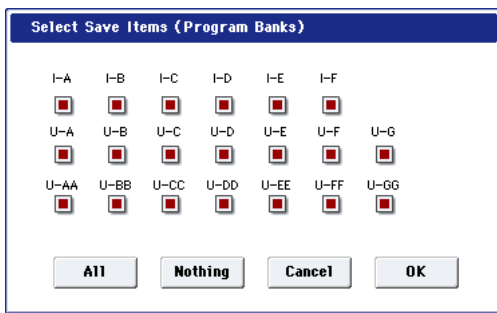 Select Save Items (Program Banks)
I-A I-B I-C I-D I-E I-F
U-A U-B U-C U-D U-E U-F U-G
U-AA U-BB U-CC U-DD U-EE U-FF U-GG
All Nothing Cancel OK